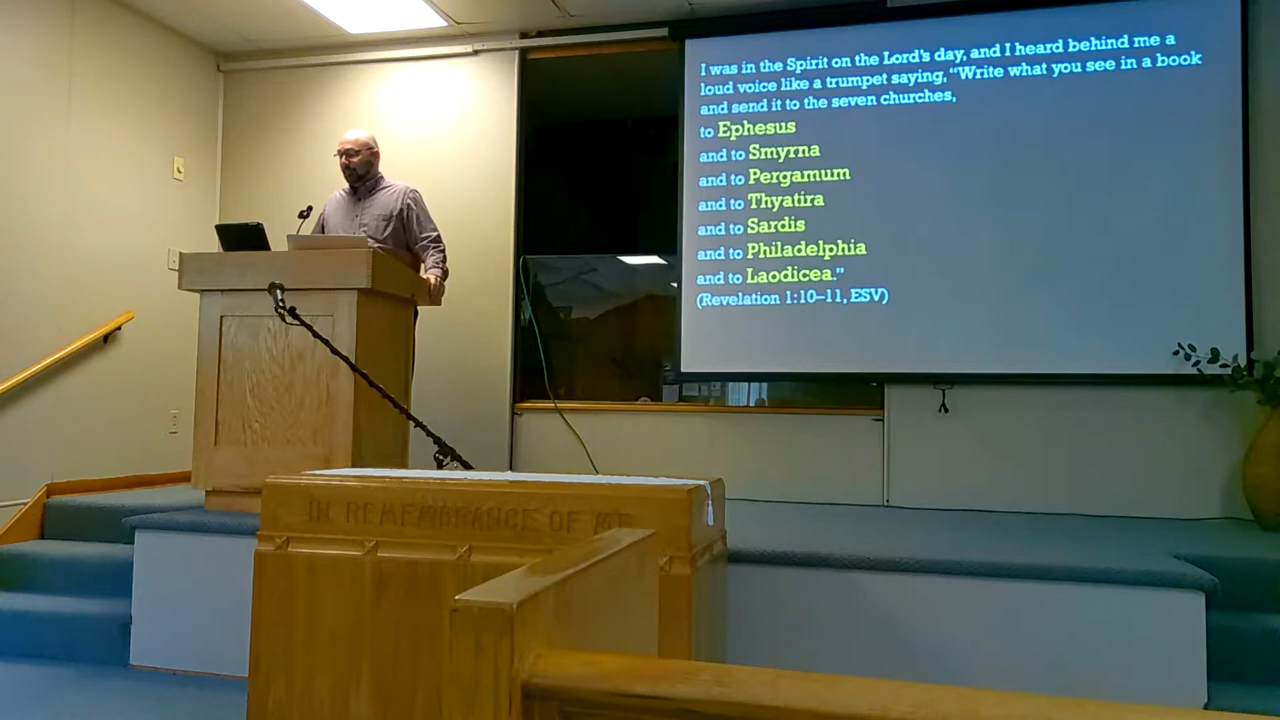 I was in the Spirit on the Lord's day, and I heard behind me a
loud voice like a trumpet saying, "Write what you see in a book
and send it to the seven churches,
to Ephesus
and to Smyrna
and to Pergamum
and to Thyatira
and to Sardis
and to Philadelphia
and to Laodicea."
(Revelation 1:10–11, ESV)
IN REMEMBRANCE OF ME